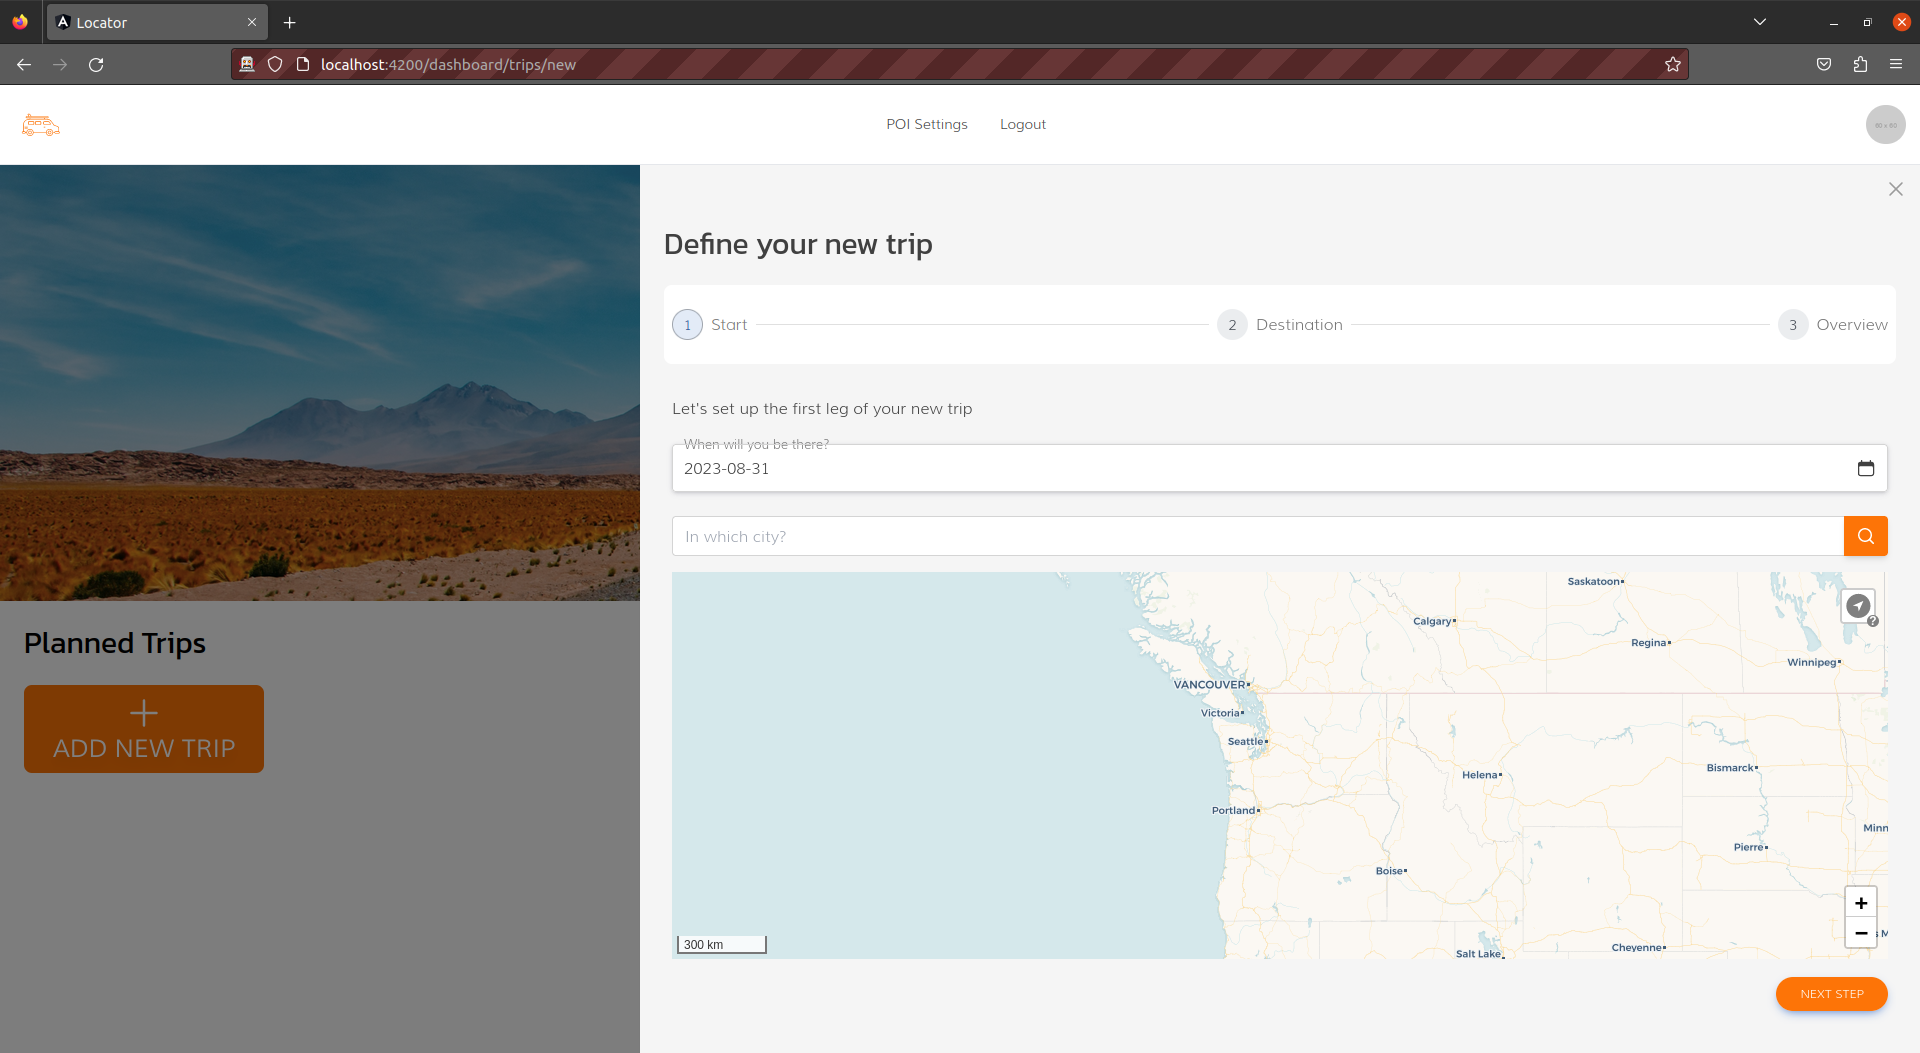 Locator
localhost:4200/dashboard/trips/new
POI Settings
Logout
Define your new trip
1 Start
2 Destination
3 Overview
Let's set up the first leg of your new trip
When will you be there?
2023-08-31
In which city?
Saskatoon
Calgary
Regina
Winnipeg
VANCOUVER
Victoria
Seattle
Helena
Bismarck
Portland
Minn
Pierre
Boise
Cheyenne
Salt Lake
s M
?
+
−
300 km
NEXT STEP
Planned Trips
ADD NEW TRIP